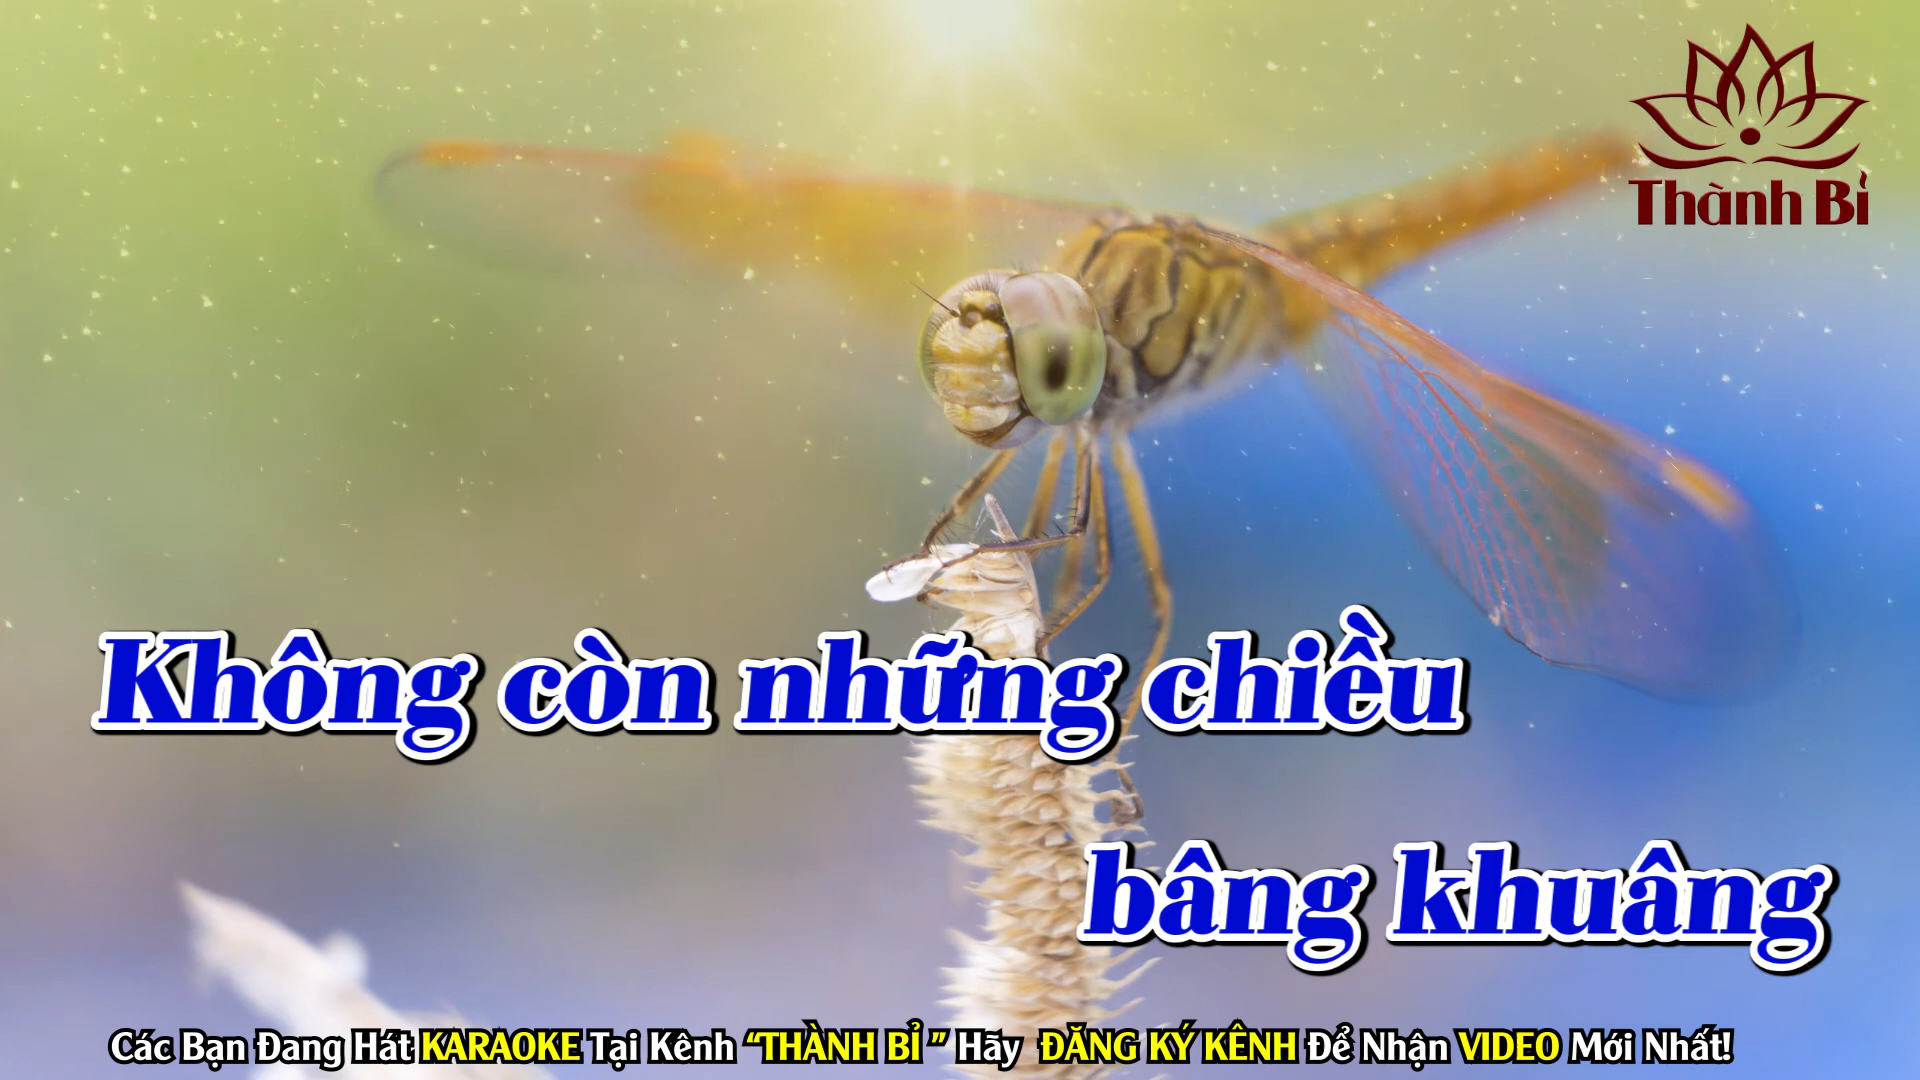 Thành Bỉ
Không còn những chiều
bâng khuâng
Các Bạn Đang Hát KARAOKE Tại Kênh “THÀNH BỈ ” Hãy ĐĂNG KÝ KÊNH Để Nhận VIDEO Mới Nhất!